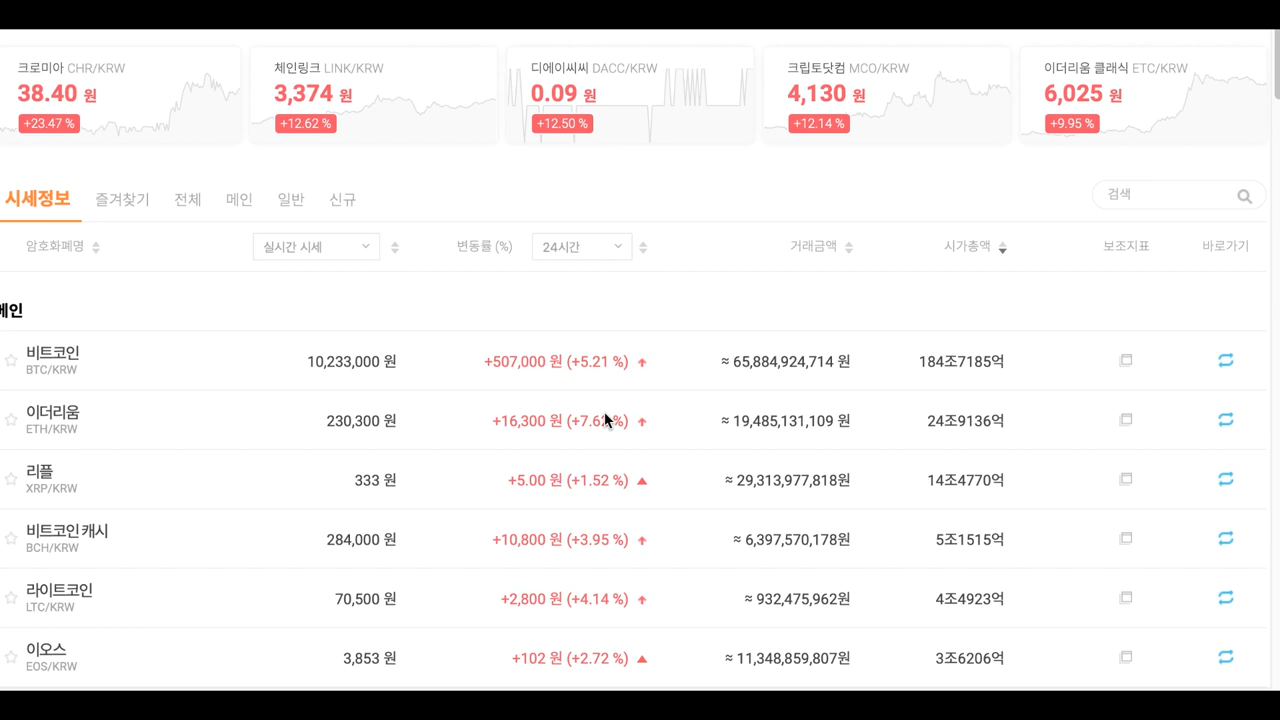 크로미아 CHR/KRW
38.40 원
+23.47 %
체인링크 LINK/KRW
3,374 원
+12.62 %
디에이씨씨 DACC/KRW
0.09 원
+12.50 %
크립토닷컴 MCO/KRW
4,130 원
+12.14 %
이더리움 클래식 ETC/KRW
6,025 원
+9.95 %
시세정보 즐겨찾기 전체 메인 일반 신규 검색
암호화폐명 실시간 시세 변동률 (%) 24시간 거래금액 시가총액 보조지표 바로가기
메인
비트코인
BTC/KRW
10,233,000 원 +507,000 원 (+5.21 %) ≈ 65,884,924,714 원 184조7185억
이더리움
ETH/KRW
230,300 원 +16,300 원 (+7.6 %) ≈ 19,485,131,109 원 24조9136억
리플
XRP/KRW
333 원 +5.00 원 (+1.52 %) ≈ 29,313,977,818원 14조4770억
비트코인 캐시
BCH/KRW
284,000 원 +10,800 원 (+3.95 %) ≈ 6,397,570,178원 5조1515억
라이트코인
LTC/KRW
70,500 원 +2,800 원 (+4.14 %) ≈ 932,475,962원 4조4923억
이오스
EOS/KRW
3,853 원 +102 원 (+2.72 %) ≈ 11,348,859,807원 3조6206억